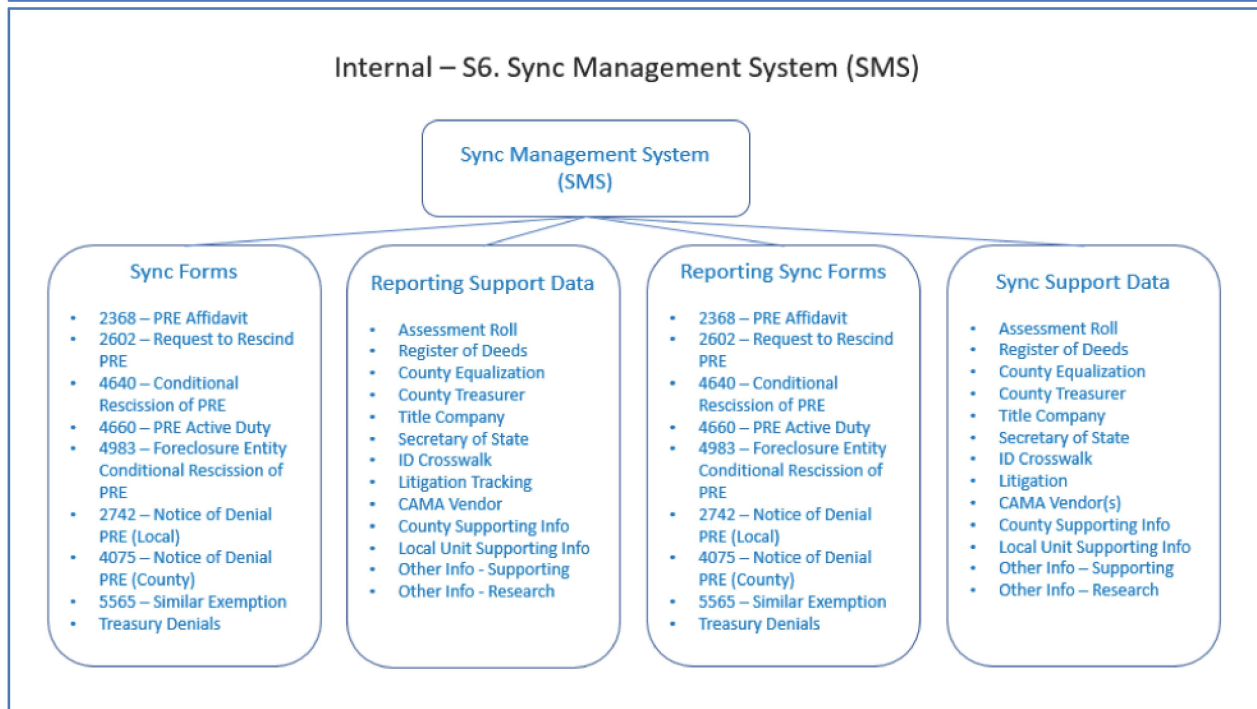 Internal – S6. Sync Management System (SMS)
Sync Management System
(SMS)
Sync Forms
• 2368 – PRE Affidavit
• 2602 – Request to Rescind
PRE
• 4640 – Conditional
Rescission of PRE
• 4660 – PRE Active Duty
• 4983 – Foreclosure Entity
Conditional Rescission of
PRE
• 2742 – Notice of Denial
PRE (Local)
• 4075 – Notice of Denial
PRE (County)
• 5565 – Similar Exemption
• Treasury Denials
Reporting Support Data
• Assessment Roll
• Register of Deeds
• County Equalization
• County Treasurer
• Title Company
• Secretary of State
• ID Crosswalk
• Litigation Tracking
• CAMA Vendor
• County Supporting Info
• Local Unit Supporting Info
• Other Info - Supporting
• Other Info - Research
Reporting Sync Forms
• 2368 – PRE Affidavit
• 2602 – Request to Rescind
PRE
• 4640 – Conditional
Rescission of PRE
• 4660 – PRE Active Duty
• 4983 – Foreclosure Entity
Conditional Rescission of
PRE
• 2742 – Notice of Denial
PRE (Local)
• 4075 – Notice of Denial
PRE (County)
• 5565 – Similar Exemption
• Treasury Denials
Sync Support Data
• Assessment Roll
• Register of Deeds
• County Equalization
• County Treasurer
• Title Company
• Secretary of State
• ID Crosswalk
• Litigation
• CAMA Vendor(s)
• County Supporting Info
• Local Unit Supporting Info
• Other Info – Supporting
• Other Info – Research